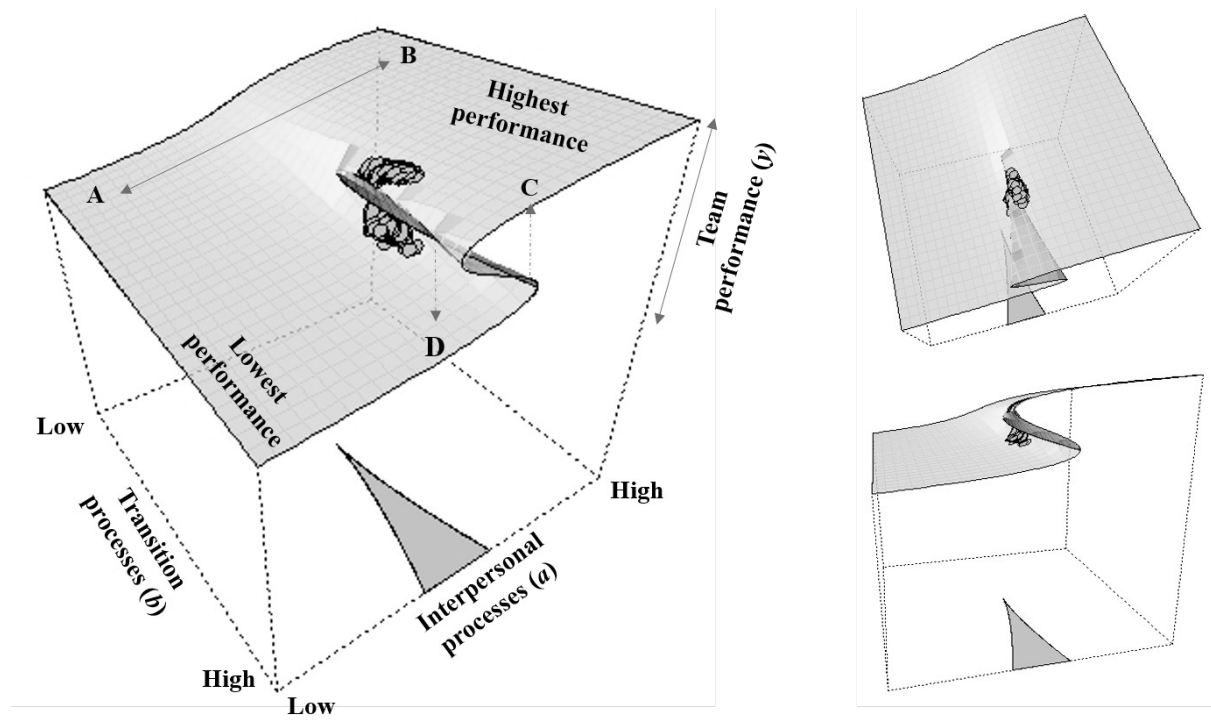 B
Highest
performance
A
C
Team
performance (y)
D
Lowest
performance
Low
High
Transition
processes (b)
Interpersonal
processes (a)
High
Low